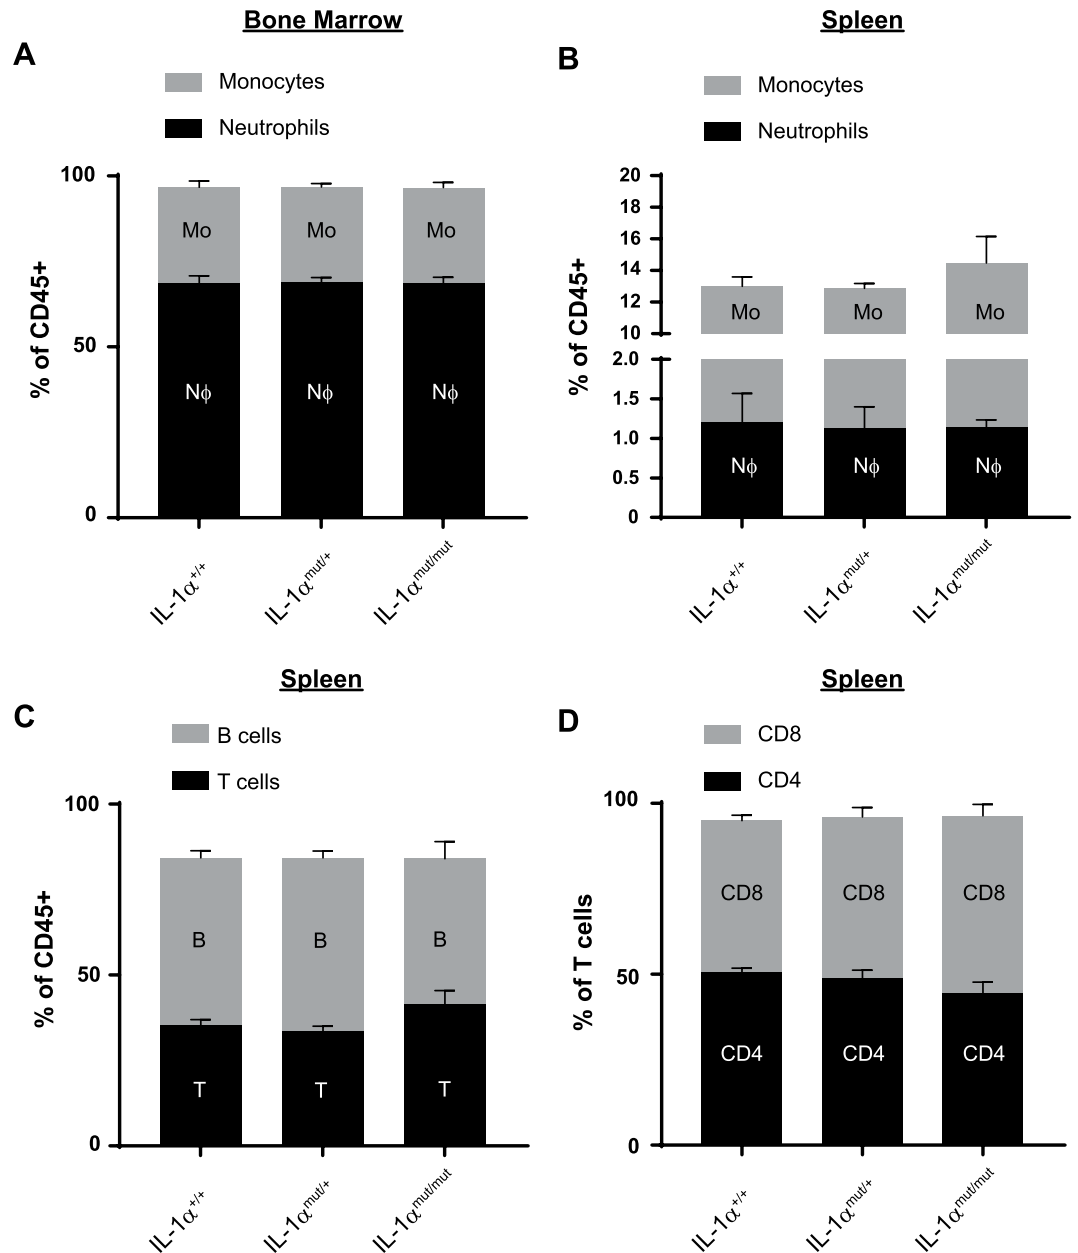 Bone Marrow
A
Monocytes
Neutrophils
% of CD45+
100
50
0
Mo
Mo
Mo
Nϕ
Nϕ
Nϕ
IL-1α+/+
IL-1αmut/+
IL-1αmut/mut
Spleen
B
Monocytes
Neutrophils
% of CD45+
20
18
16
14
12
10
2.0
1.5
1.0
0.5
0
Mo
Mo
Mo
Nϕ
Nϕ
Nϕ
IL-1α+/+
IL-1αmut/+
IL-1αmut/mut
Spleen
C
B cells
T cells
% of CD45+
100
50
0
B
B
B
T
T
T
IL-1α+/+
IL-1αmut/+
IL-1αmut/mut
Spleen
D
CD8
CD4
% of T cells
100
50
0
CD8
CD8
CD8
CD4
CD4
CD4
IL-1α+/+
IL-1αmut/+
IL-1αmut/mut